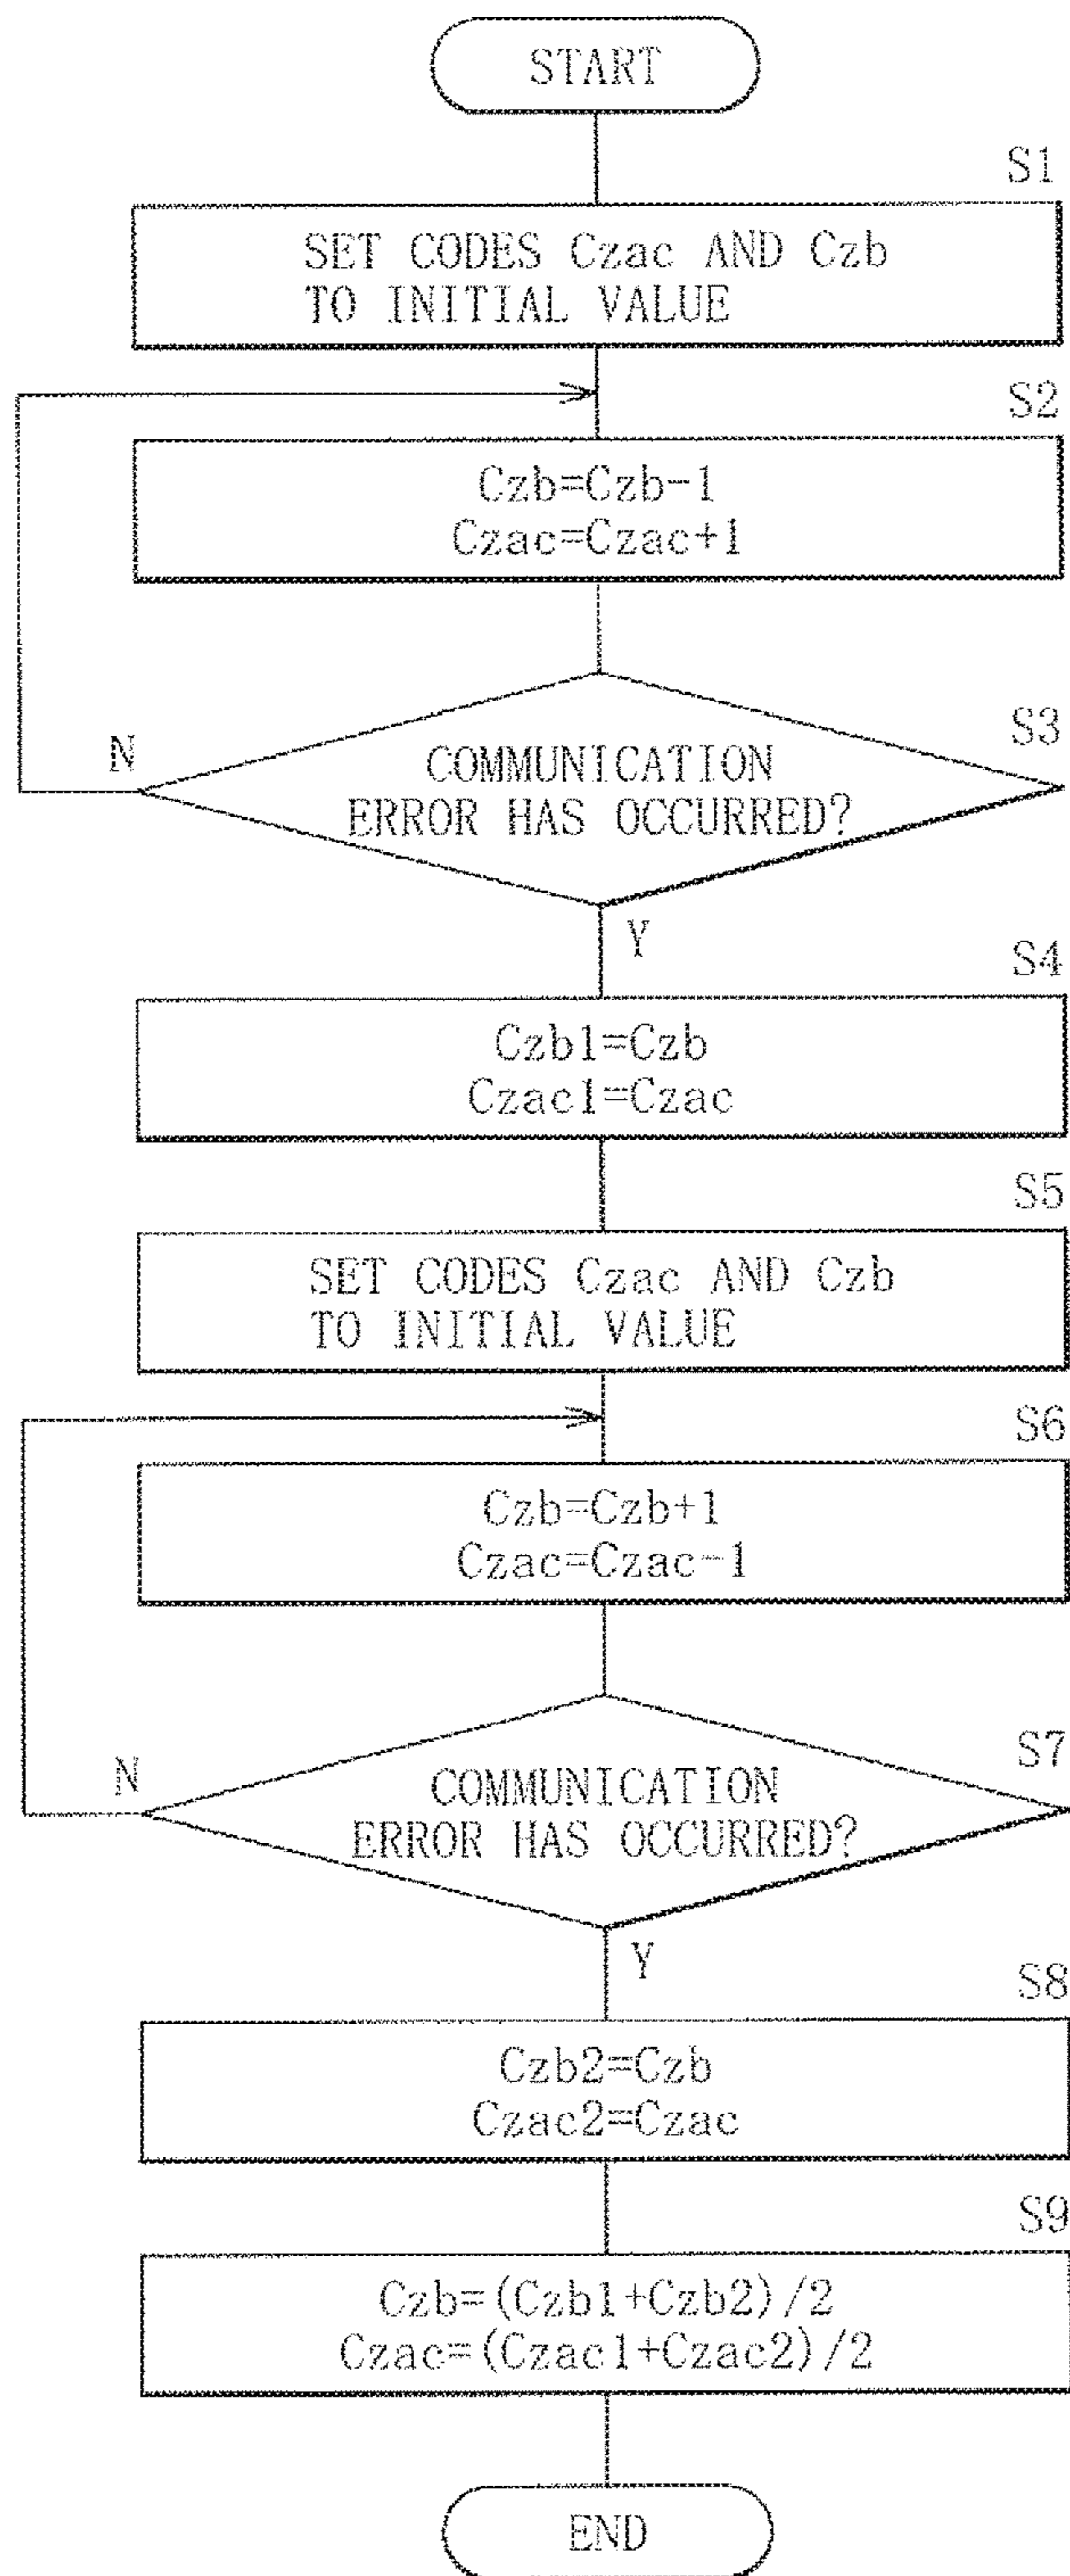 START
S1
SET CODES Czac AND Czb
TO INITIAL VALUE
S2
Czb=Czb-1
Czac=Czac+1
S3
N
COMMUNICATION
ERROR HAS OCCURRED?
Y
S4
Czb1=Czb
Czac1=Czac
S5
SET CODES Czac AND Czb
TO INITIAL VALUE
S6
Czb=Czb+1
Czac=Czac-1
S7
N
COMMUNICATION
ERROR HAS OCCURRED?
Y
S8
Czb2=Czb
Czac2=Czac
S9
Czb=(Czb1+Czb2)/2
Czac=(Czac1+Czac2)/2
END